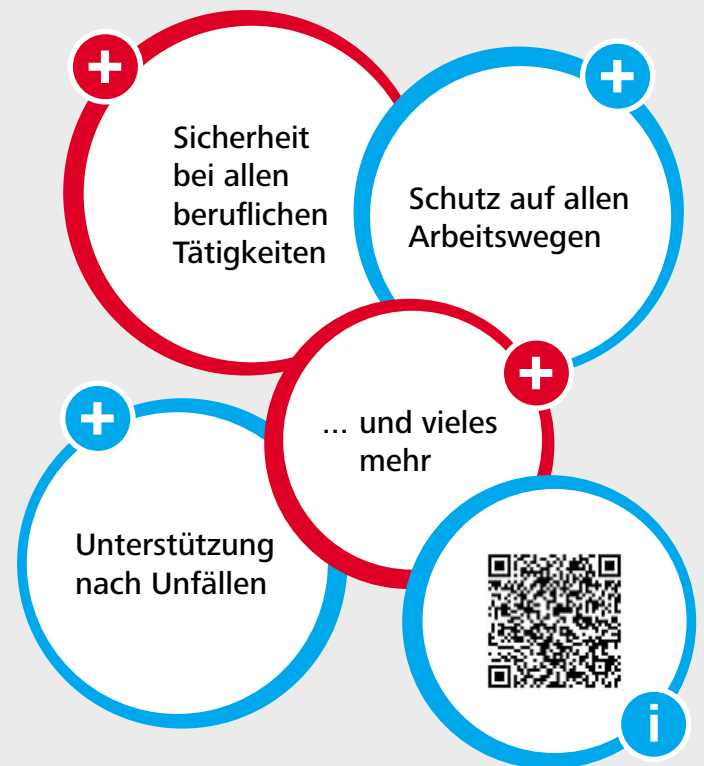 Sicherheit
bei allen
beruflichen
Tätigkeiten
Schutz auf allen
Arbeitswegen
... und vieles
mehr
Unterstützung
nach Unfällen
i